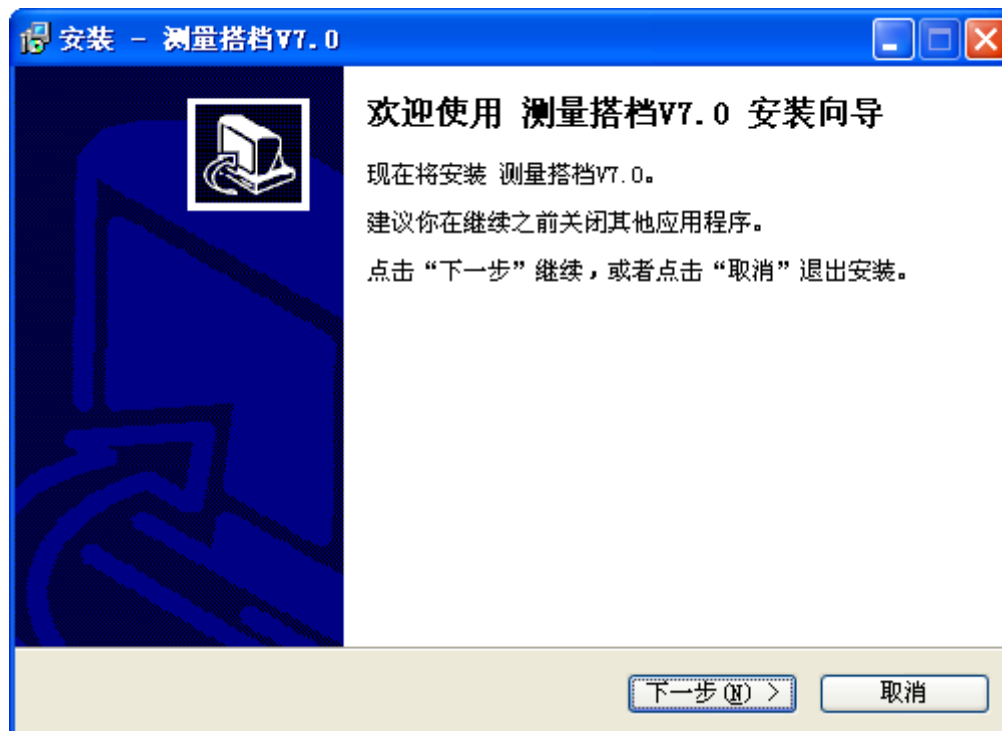 安装 - 测量搭档V7.0
欢迎使用 测量搭档V7.0 安装向导
现在将安装 测量搭档V7.0。
建议你在继续之前关闭其他应用程序。
点击“下一步”继续，或者点击“取消”退出安装。
下一步(N) >
取消